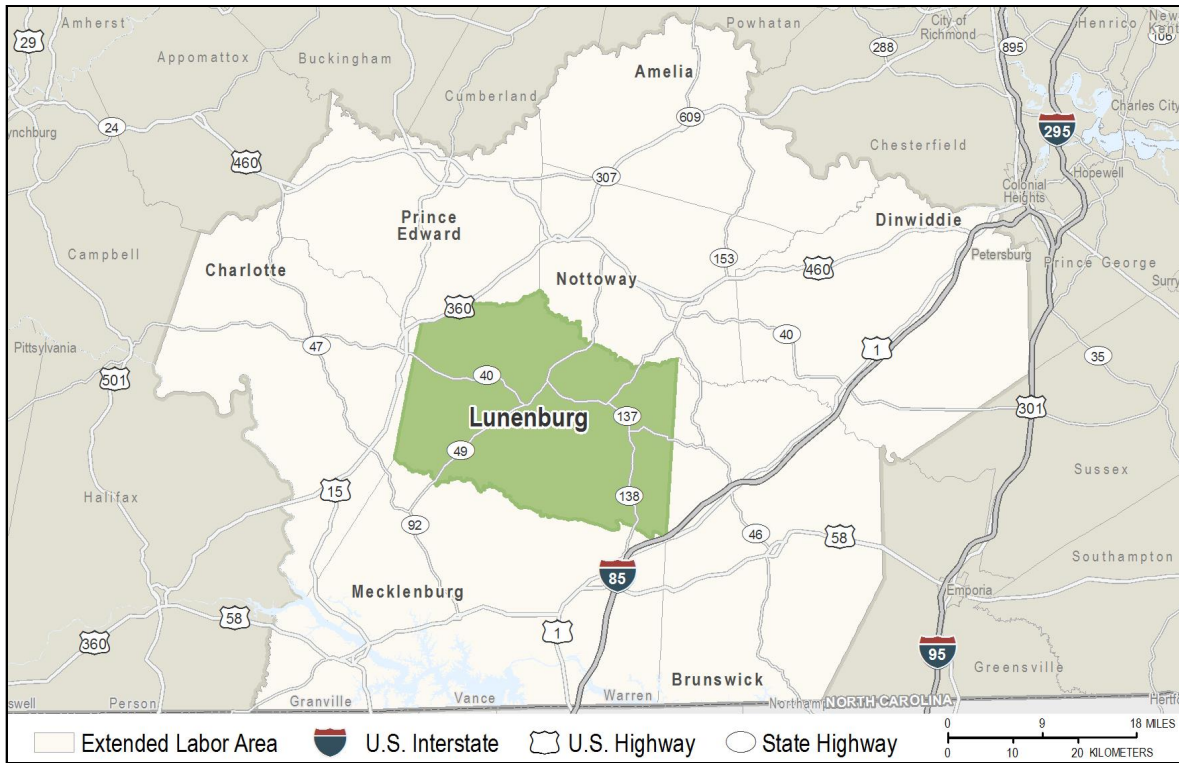 Amherst
Powhatan
City of
Richmond
Henrico
New
Kent
29
288
895
106
Appomattox
Buckingham
Amelia
Cumberland
Charles City
609
24
295
Chesterfield
460
Hopewell
307
Colonial
Heights
Prince
Edward
Dinwiddie
Petersburg
Campbell
153
Prince George
Charlotte
Nottoway
460
Surry
360
40
1
Pittsylvania
47
35
501
40
301
Lunenburg
137
49
Sussex
15
138
Halifax
92
46
58
Southampton
85
Mecklenburg
Emporia
58
360
1
95
Brunswick
Greensville
Person
Granville
Vance
Warren
NORTH CAROLINA
0 9 18 MILES
Extended Labor Area
U.S. Interstate
U.S. Highway
State Highway
0 10 20 KILOMETERS